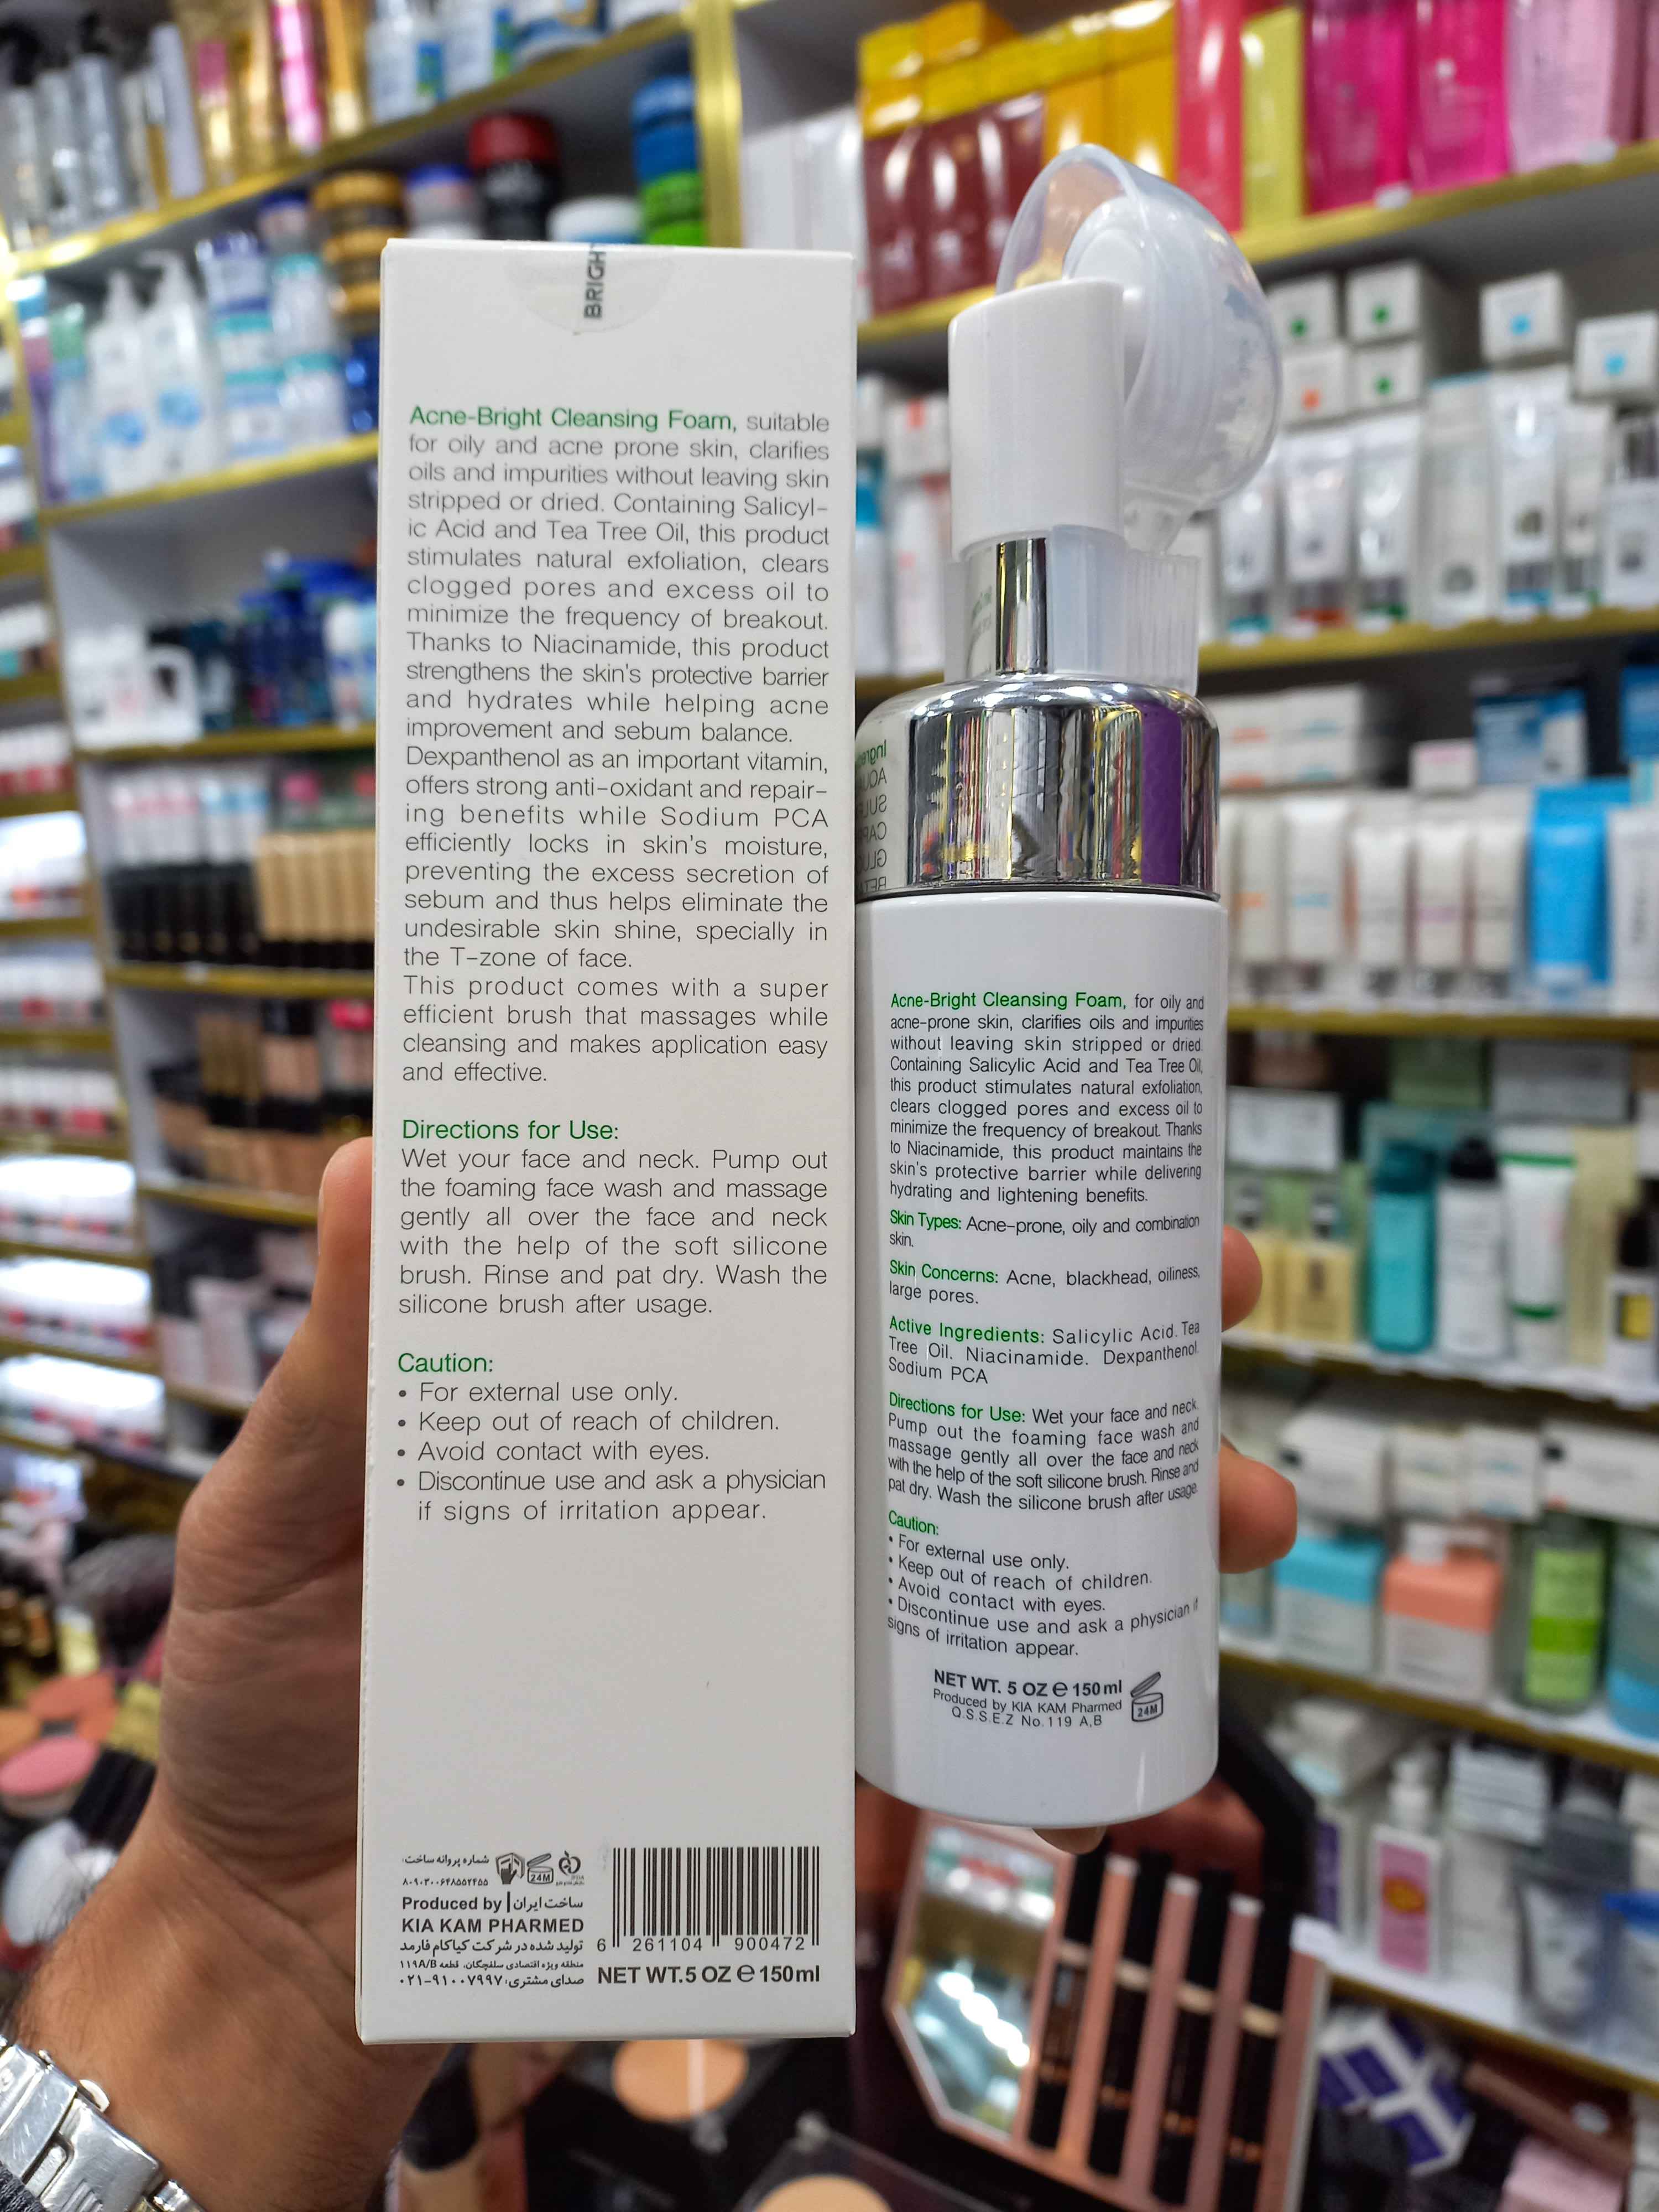 BRIGH
Acne-Bright Cleansing Foam, suitable
for oily and acne prone skin, clarifies
oils and impurities without leaving skin
stripped or dried. Containing Salicyl-
ic Acid and Tea Tree Oil, this product
stimulates natural exfoliation, clears
clogged pores and excess oil to
minimize the frequency of breakout.
Thanks to Niacinamide, this product
strengthens the skin's protective barrier
and hydrates while helping acne
improvement and sebum balance.
Dexpanthenol as an important vitamin,
offers strong anti-oxidant and repair-
ing benefits while Sodium PCA
efficiently locks in skin's moisture,
preventing the excess secretion of
sebum and thus helps eliminate the
undesirable skin shine, specially in
the T-zone of face.
This product comes with a super
efficient brush that massages while
cleansing and makes application easy
and effective.
Directions for Use:
Wet your face and neck. Pump out
the foaming face wash and massage
gently all over the face and neck
with the help of the soft silicone
brush. Rinse and pat dry. Wash the
silicone brush after usage.
Caution:
• For external use only.
• Keep out of reach of children.
• Avoid contact with eyes.
• Discontinue use and ask a physician
if signs of irritation appear.
شماره پروانه ساخت:
24M
Produced by | ساخت ایران
KIA KAM PHARMED
تولید شده در شرکت کیاکام فارمد
منطقه ویژه اقتصادی سلفچگان، قطعه ۱۱۹A/B
صدای مشتری: ۰۲۱-۹۱۰۰۷۹۹۷
6 261104 900472
NET WT.5 OZ ℮ 150ml
Acne-Bright Cleansing Foam, for oily and
acne-prone skin, clarifies oils and impurities
without leaving skin stripped or dried.
Containing Salicylic Acid and Tea Tree Oil,
this product stimulates natural exfoliation,
clears clogged pores and excess oil to
minimize the frequency of breakout. Thanks
to Niacinamide, this product maintains the
skin's protective barrier while delivering
hydrating and lightening benefits.
Skin Types: Acne-prone, oily and combination
skin.
Skin Concerns: Acne, blackhead, oiliness,
large pores.
Active Ingredients: Salicylic Acid. Tea
Tree Oil. Niacinamide. Dexpanthenol.
Sodium PCA
Directions for Use: Wet your face and neck.
Pump out the foaming face wash and
massage gently all over the face and neck
with the help of the soft silicone brush. Rinse and
pat dry. Wash the silicone brush after usage.
Caution:
• For external use only.
• Keep out of reach of children.
• Avoid contact with eyes.
• Discontinue use and ask a physician if
signs of irritation appear.
NET WT. 5 OZ ℮ 150ml
Produced by KIA KAM Pharmed
Q.S.S.E.Z No.119 A,B
24M